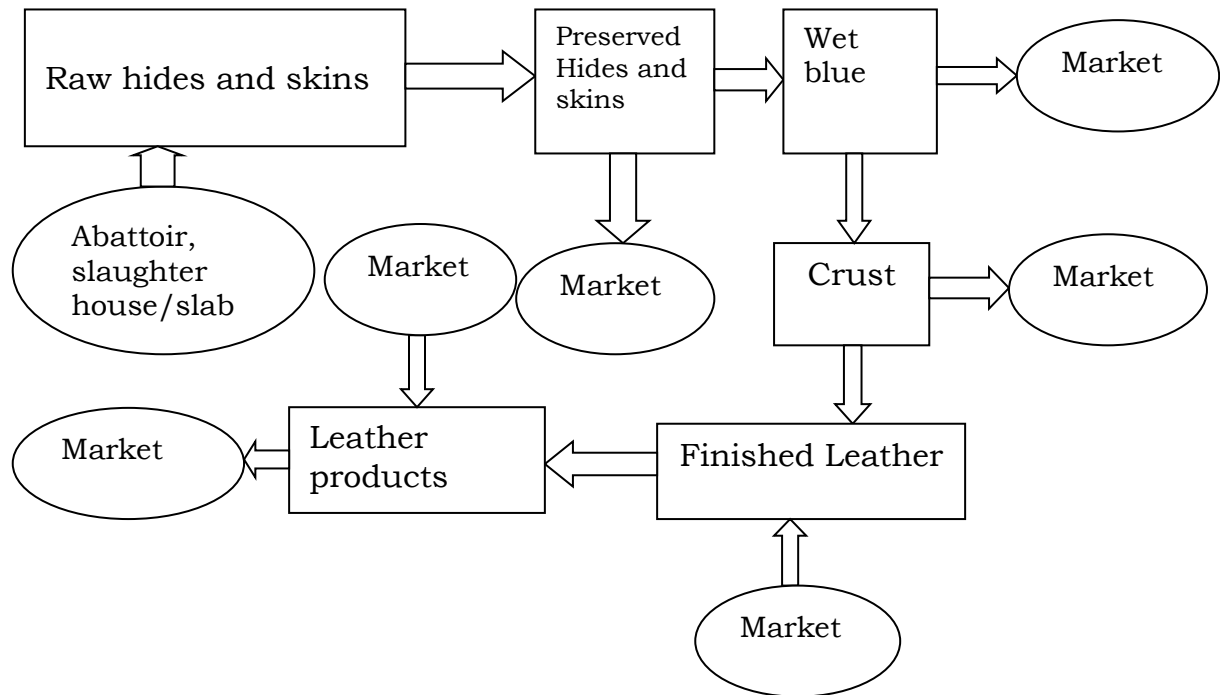 Raw hides and skins
Preserved
Hides and
skins
Wet
blue
Market
Abattoir,
slaughter
house/slab
Market
Market
Crust
Market
Market
Leather
products
Finished Leather
Market